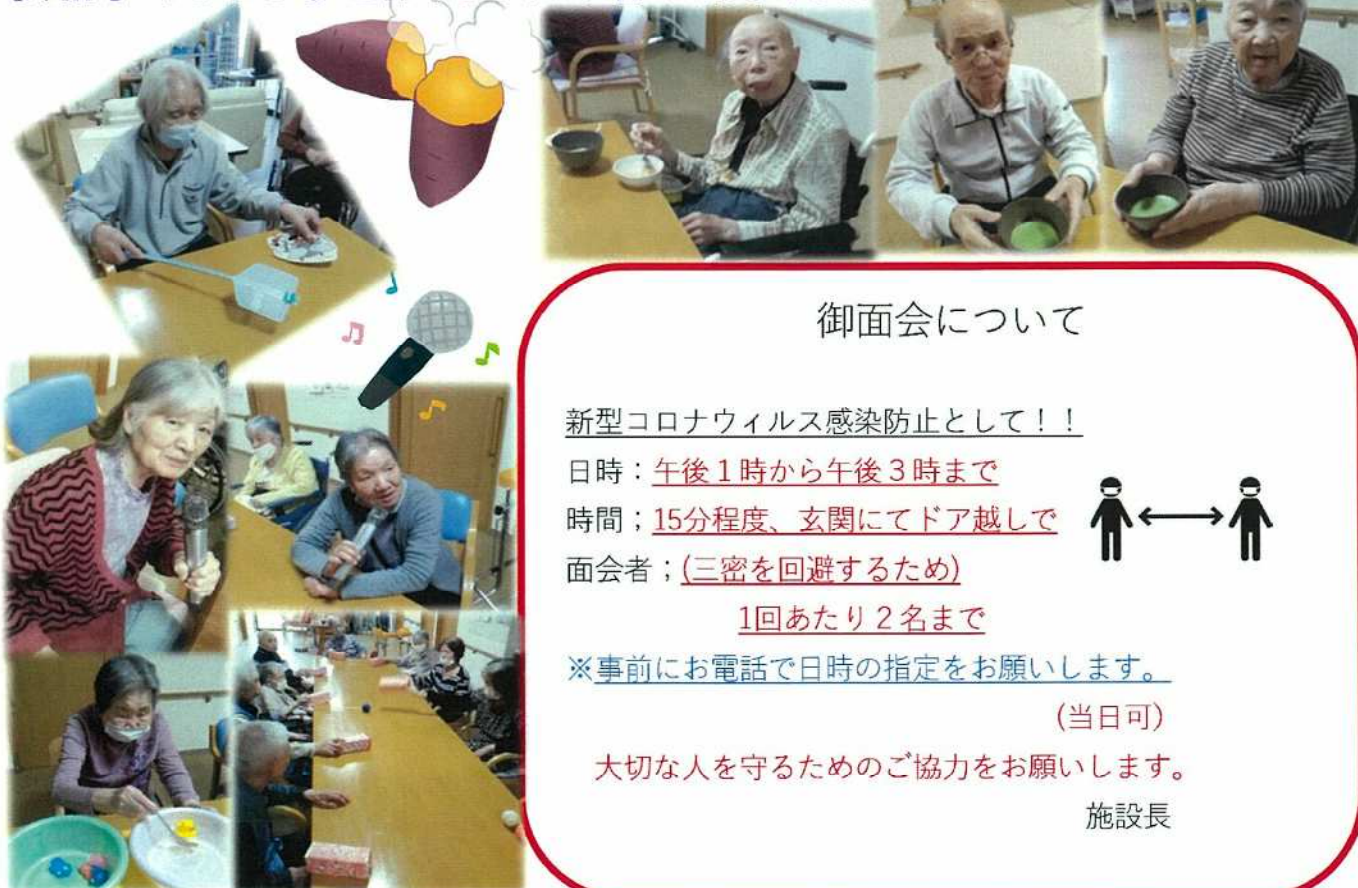 御面会について
新型コロナウィルス感染防止として！！
日時：午後１時から午後３時まで
時間；15分程度、玄関にてドア越しで
面会者；(三密を回避するため)
1回あたり２名まで
※事前にお電話で日時の指定をお願いします。
(当日可)
大切な人を守るためのご協力をお願いします。
施設長